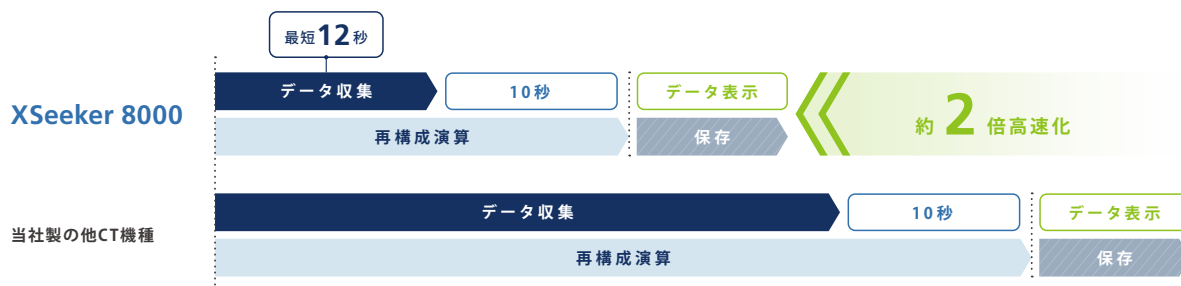 最短12秒
XSeeker 8000
データ収集
10秒
データ表示
再構成演算
保存
約2倍高速化
当社製の他CT機種
データ収集
10秒
データ表示
再構成演算
保存